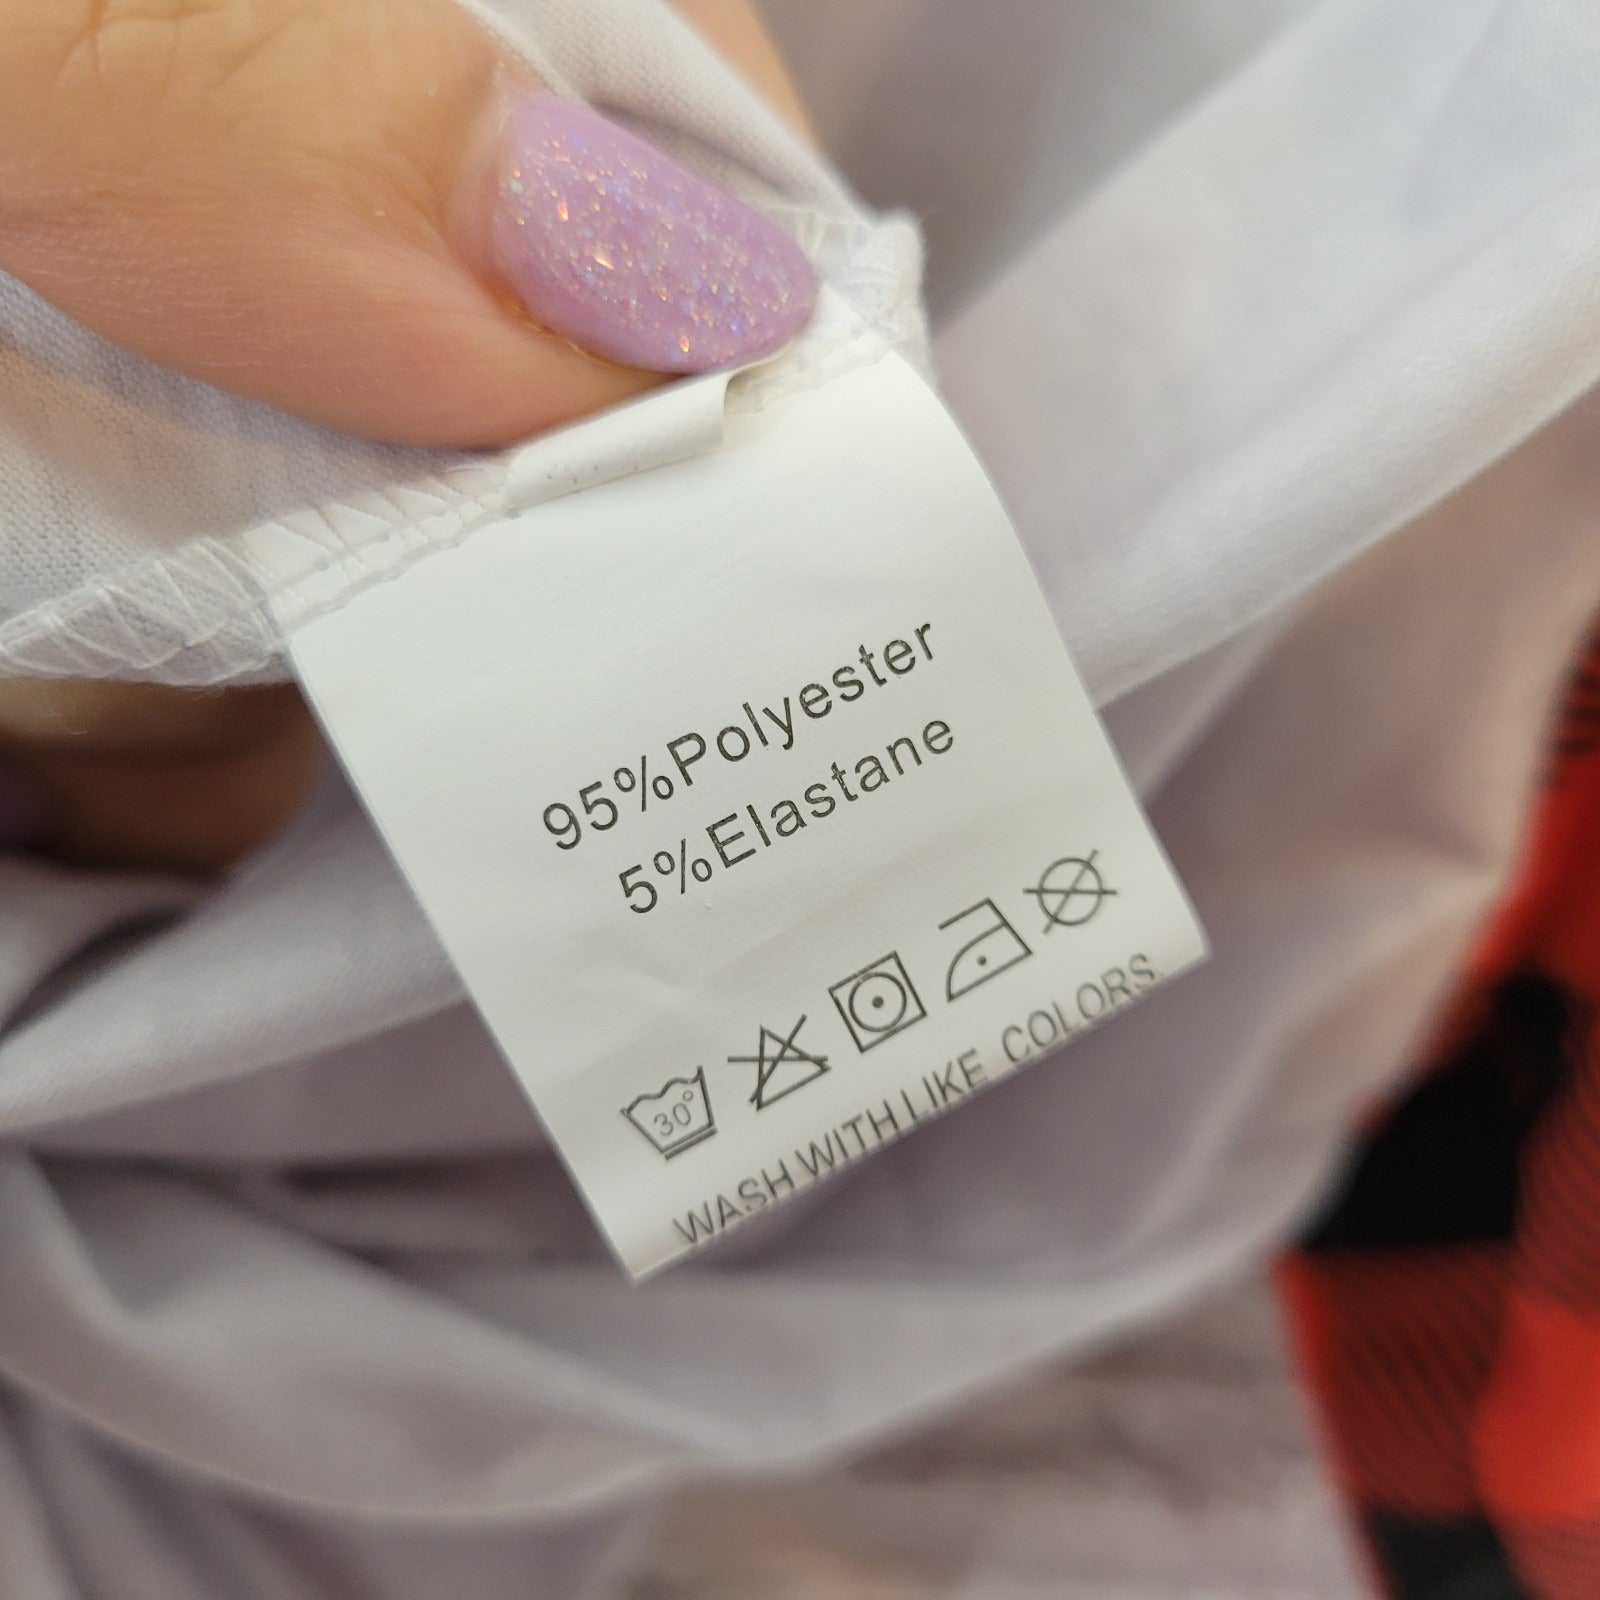 95%Polyester
5%Elastane
30°
WASH WITH LIKE COLORS.